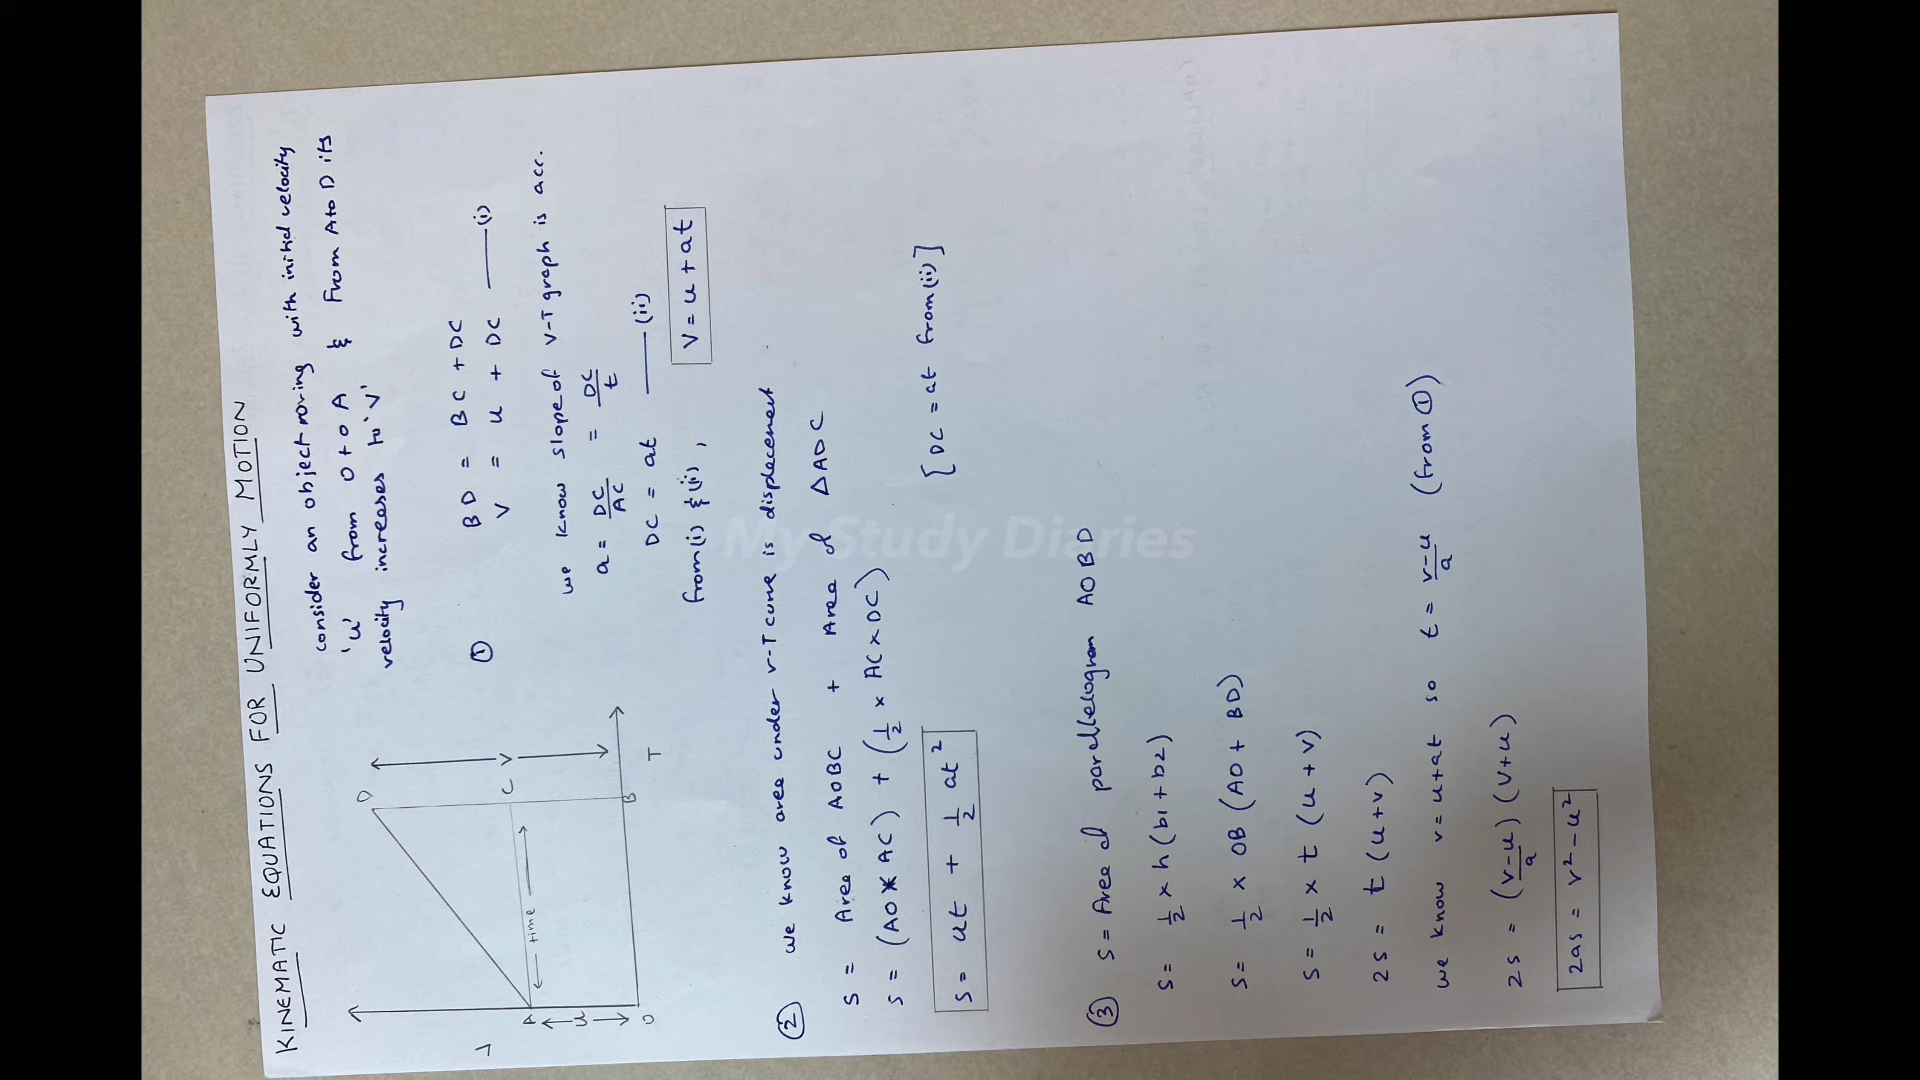 KINEMATIC EQUATIONS FOR UNIFORMLY MOTION
consider an object moving with initial velocity
'u' from O to A & From A to D its
velocity increases to 'v'
V
D
C
V
A
← time →
u
O
B
T
① BD = BC + DC
V = u + DC —— (i)
we know slope of V-T graph is acc.
a = DC/AC = DC/t
DC = at —— (ii)
from (i) & (ii),
V = u + at
② we know area under v-T curve is displacement
S = Area of AOBC + Area of ΔADC
S = (AO × AC) + (1/2 × AC × DC)
[DC = at from (ii)]
S = ut + 1/2 at²
③ S = Area of parellelogram AOBD
S = 1/2 × h (b1 + b2)
S = 1/2 × OB (AO + BD)
S = 1/2 × t (u + v)
2S = t (u+v)
we know v = u+at so t = v-u/a (from ①)
2S = (v-u/a) (v+u)
2as = v² - u²
My Study Diaries